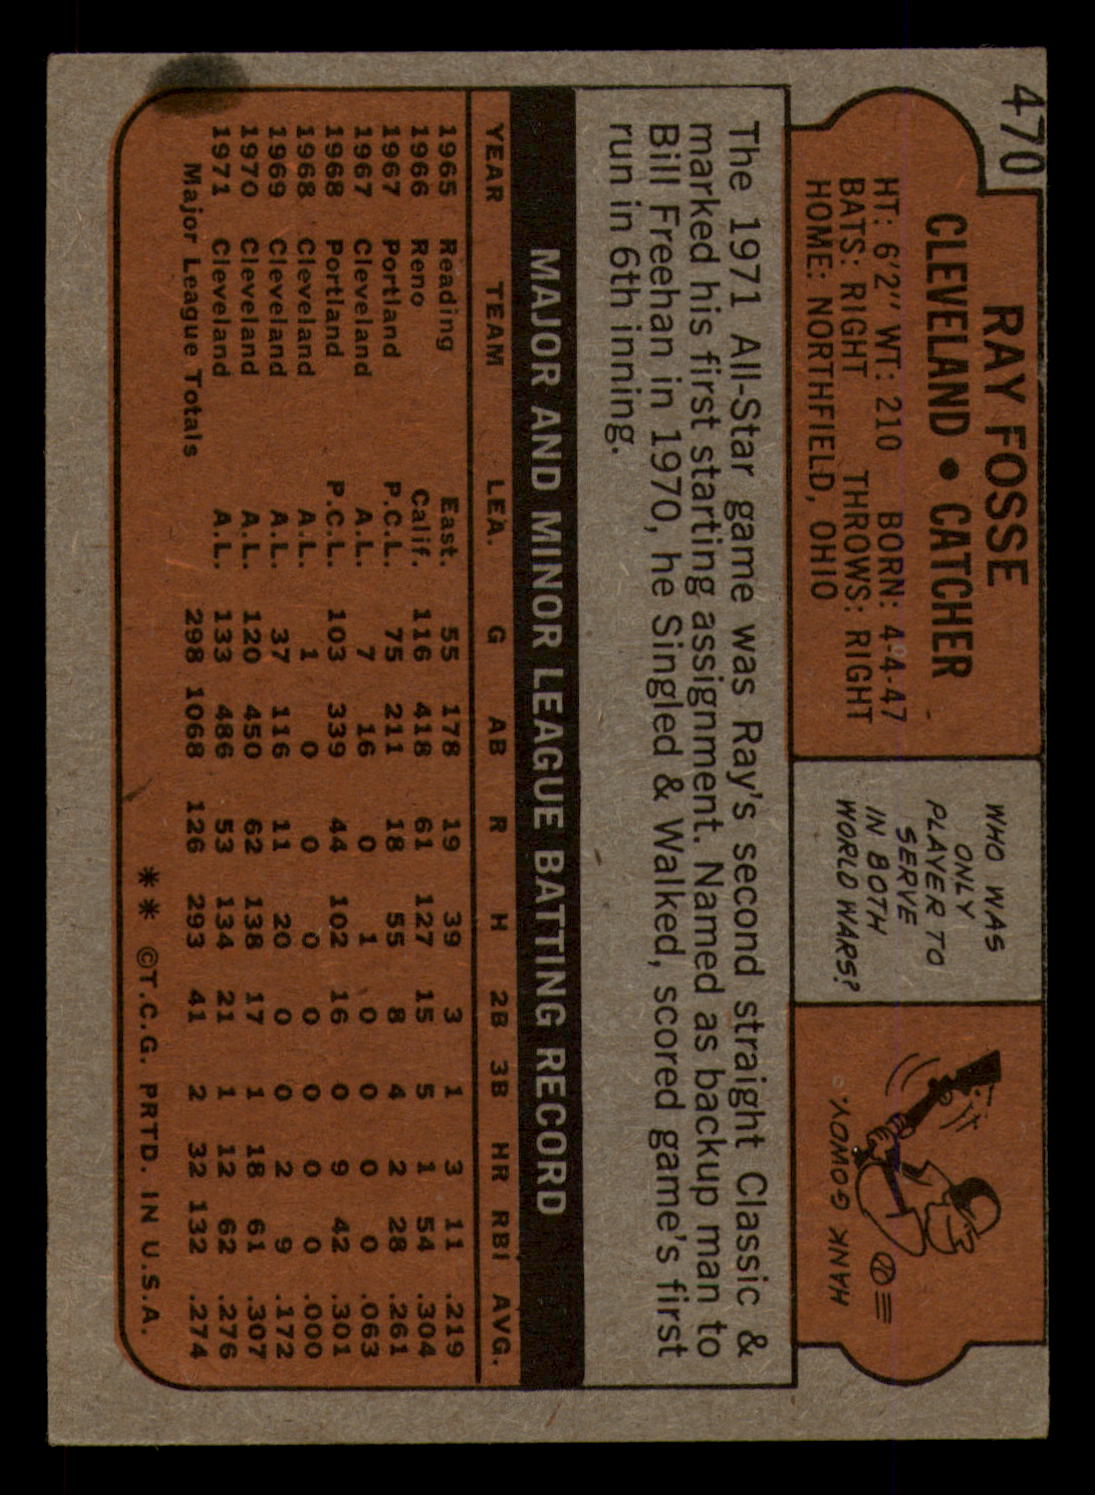 470
RAY FOSSE
CLEVELAND • CATCHER
HT: 6'2" WT: 210 BORN: 4-4-47
BATS: RIGHT THROWS: RIGHT
HOME: NORTHFIELD, OHIO
WHO WAS
ONLY
PLAYER TO
SERVE
IN BOTH
WORLD WARS?
HANK GOWDY.
The 1971 All-Star game was Ray's second straight Classic &
marked his first starting assignment. Named as backup man to
Bill Freehan in 1970, he Singled & Walked, scored game's first
run in 6th inning.
MAJOR AND MINOR LEAGUE BATTING RECORD
YEAR TEAM LEA. G AB R H 2B 3B HR RBI AVG.
1965 Reading East. 55 178 19 39 3 1 3 11 .219
1966 Reno Calif. 116 418 61 127 15 5 1 54 .304
1967 Portland P.C.L. 75 211 18 55 8 4 2 28 .261
1967 Cleveland A.L. 7 16 0 1 0 0 0 0 .063
1968 Portland P.C.L. 103 339 44 102 16 0 9 42 .301
1968 Cleveland A.L. 1 0 0 0 0 0 0 0 .000
1969 Cleveland A.L. 37 116 11 20 0 0 2 9 .172
1970 Cleveland A.L. 120 450 62 138 17 1 18 61 .307
1971 Cleveland A.L. 133 486 53 134 21 1 12 62 .276
Major League Totals 298 1068 126 293 41 2 32 132 .274
** ©T.C.G. PRTD. IN U.S.A.